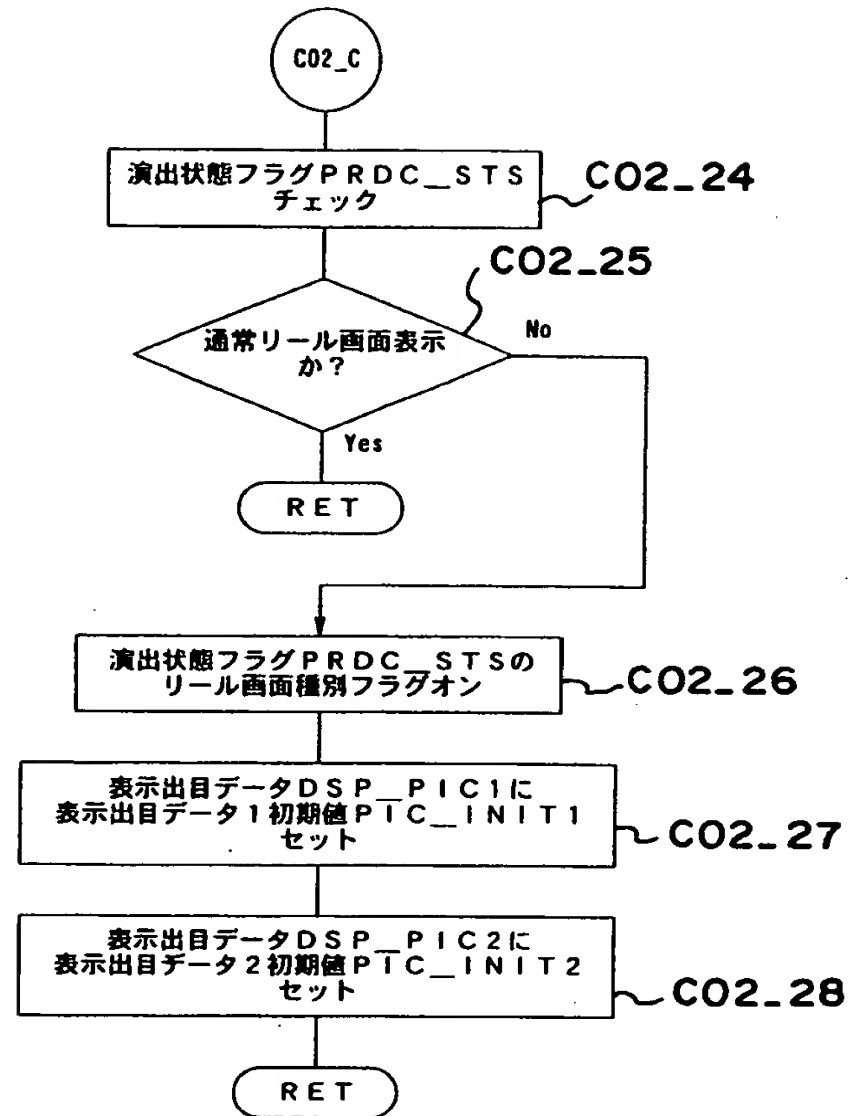 C02_C
演出状態フラグPRDC__STS
チェック
C02_24
C02_25
通常リール画面表示
か?
No
Yes
RET
演出状態フラグPRDC__STSの
リール画面種別フラグオン
C02_26
表示出目データDSP__PIC1に
表示出目データ1初期値PIC__INIT1
セット
C02_27
表示出目データDSP__PIC2に
表示出目データ2初期値PIC__INIT2
セット
C02_28
RET